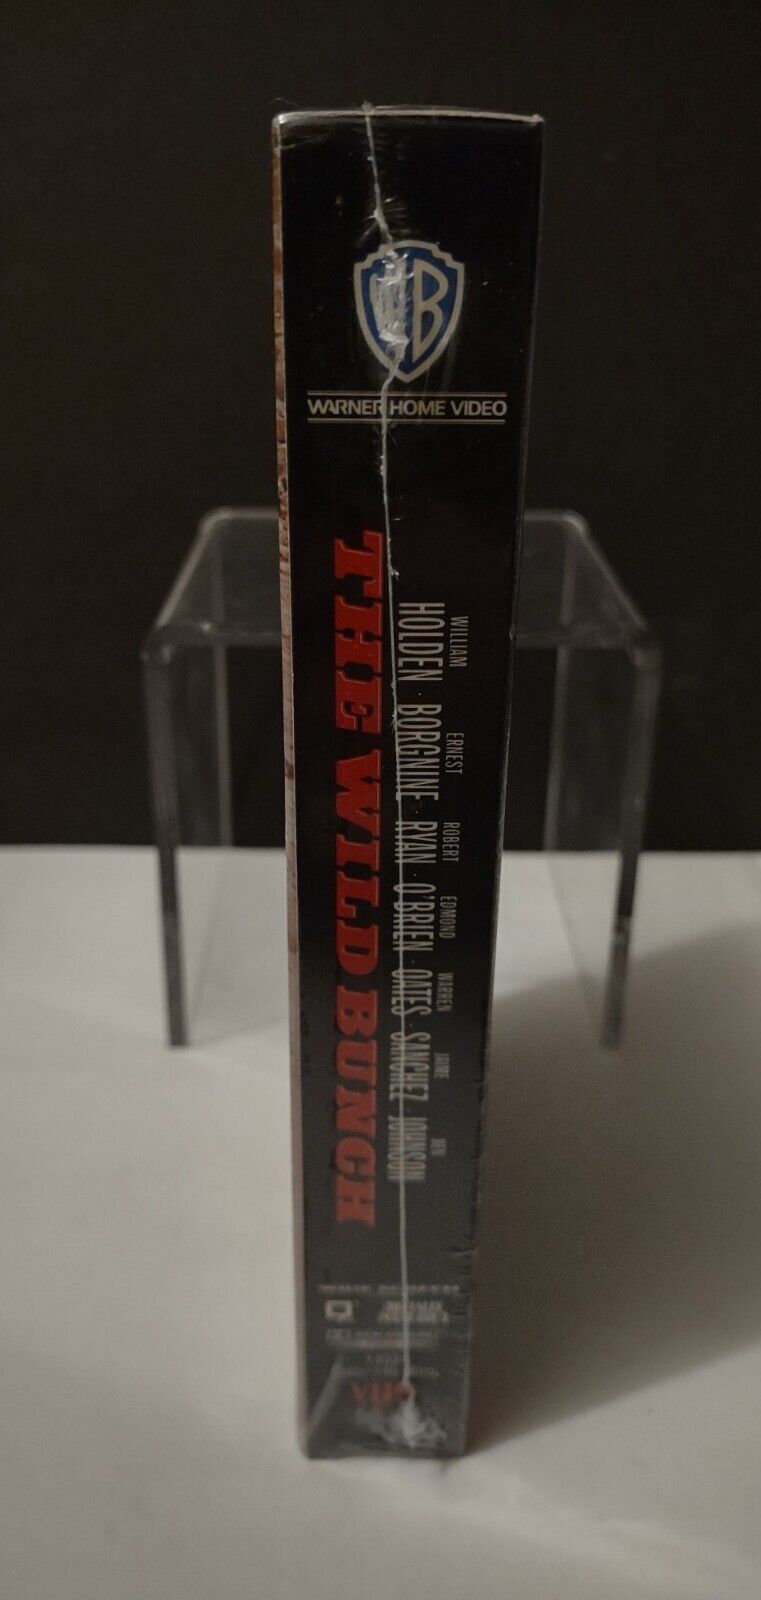 WB
WARNER HOME VIDEO
WILLIAM ERNEST ROBERT EDMOND WARREN JAIME BEN
HOLDEN · BORGNINE · RYAN · O'BRIEN · OATES · SANCHEZ · JOHNSON
THE WILD BUNCH
VHS